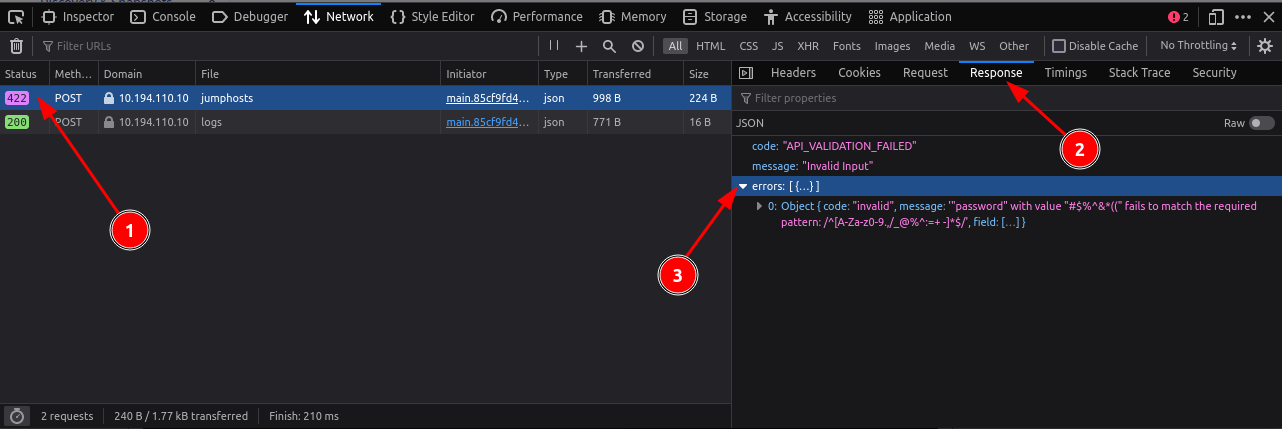 Inspector Console Debugger Network Style Editor Performance Memory Storage Accessibility Application 2
Filter URLs All HTML CSS JS XHR Fonts Images Media WS Other Disable Cache No Throttling
Status Meth... Domain File Initiator Type Transferred Size
422 POST 10.194.110.10 jumphosts main.85cf9fd4... json 998 B 224 B
200 POST 10.194.110.10 logs main.85cf9fd4... json 771 B 16 B
1
2 requests 240 B / 1.77 kB transferred Finish: 210 ms
Headers Cookies Request Response Timings Stack Trace Security
Filter properties
JSON Raw
code: "API_VALIDATION_FAILED"
message: "Invalid Input"
errors: [ {…} ]
0: Object { code: "invalid", message: '"password" with value "#$%^&*((" fails to match the required
pattern: /^[A-Za-z0-9.,/_@%^:=+ -]*$/', field: […] }
2
3